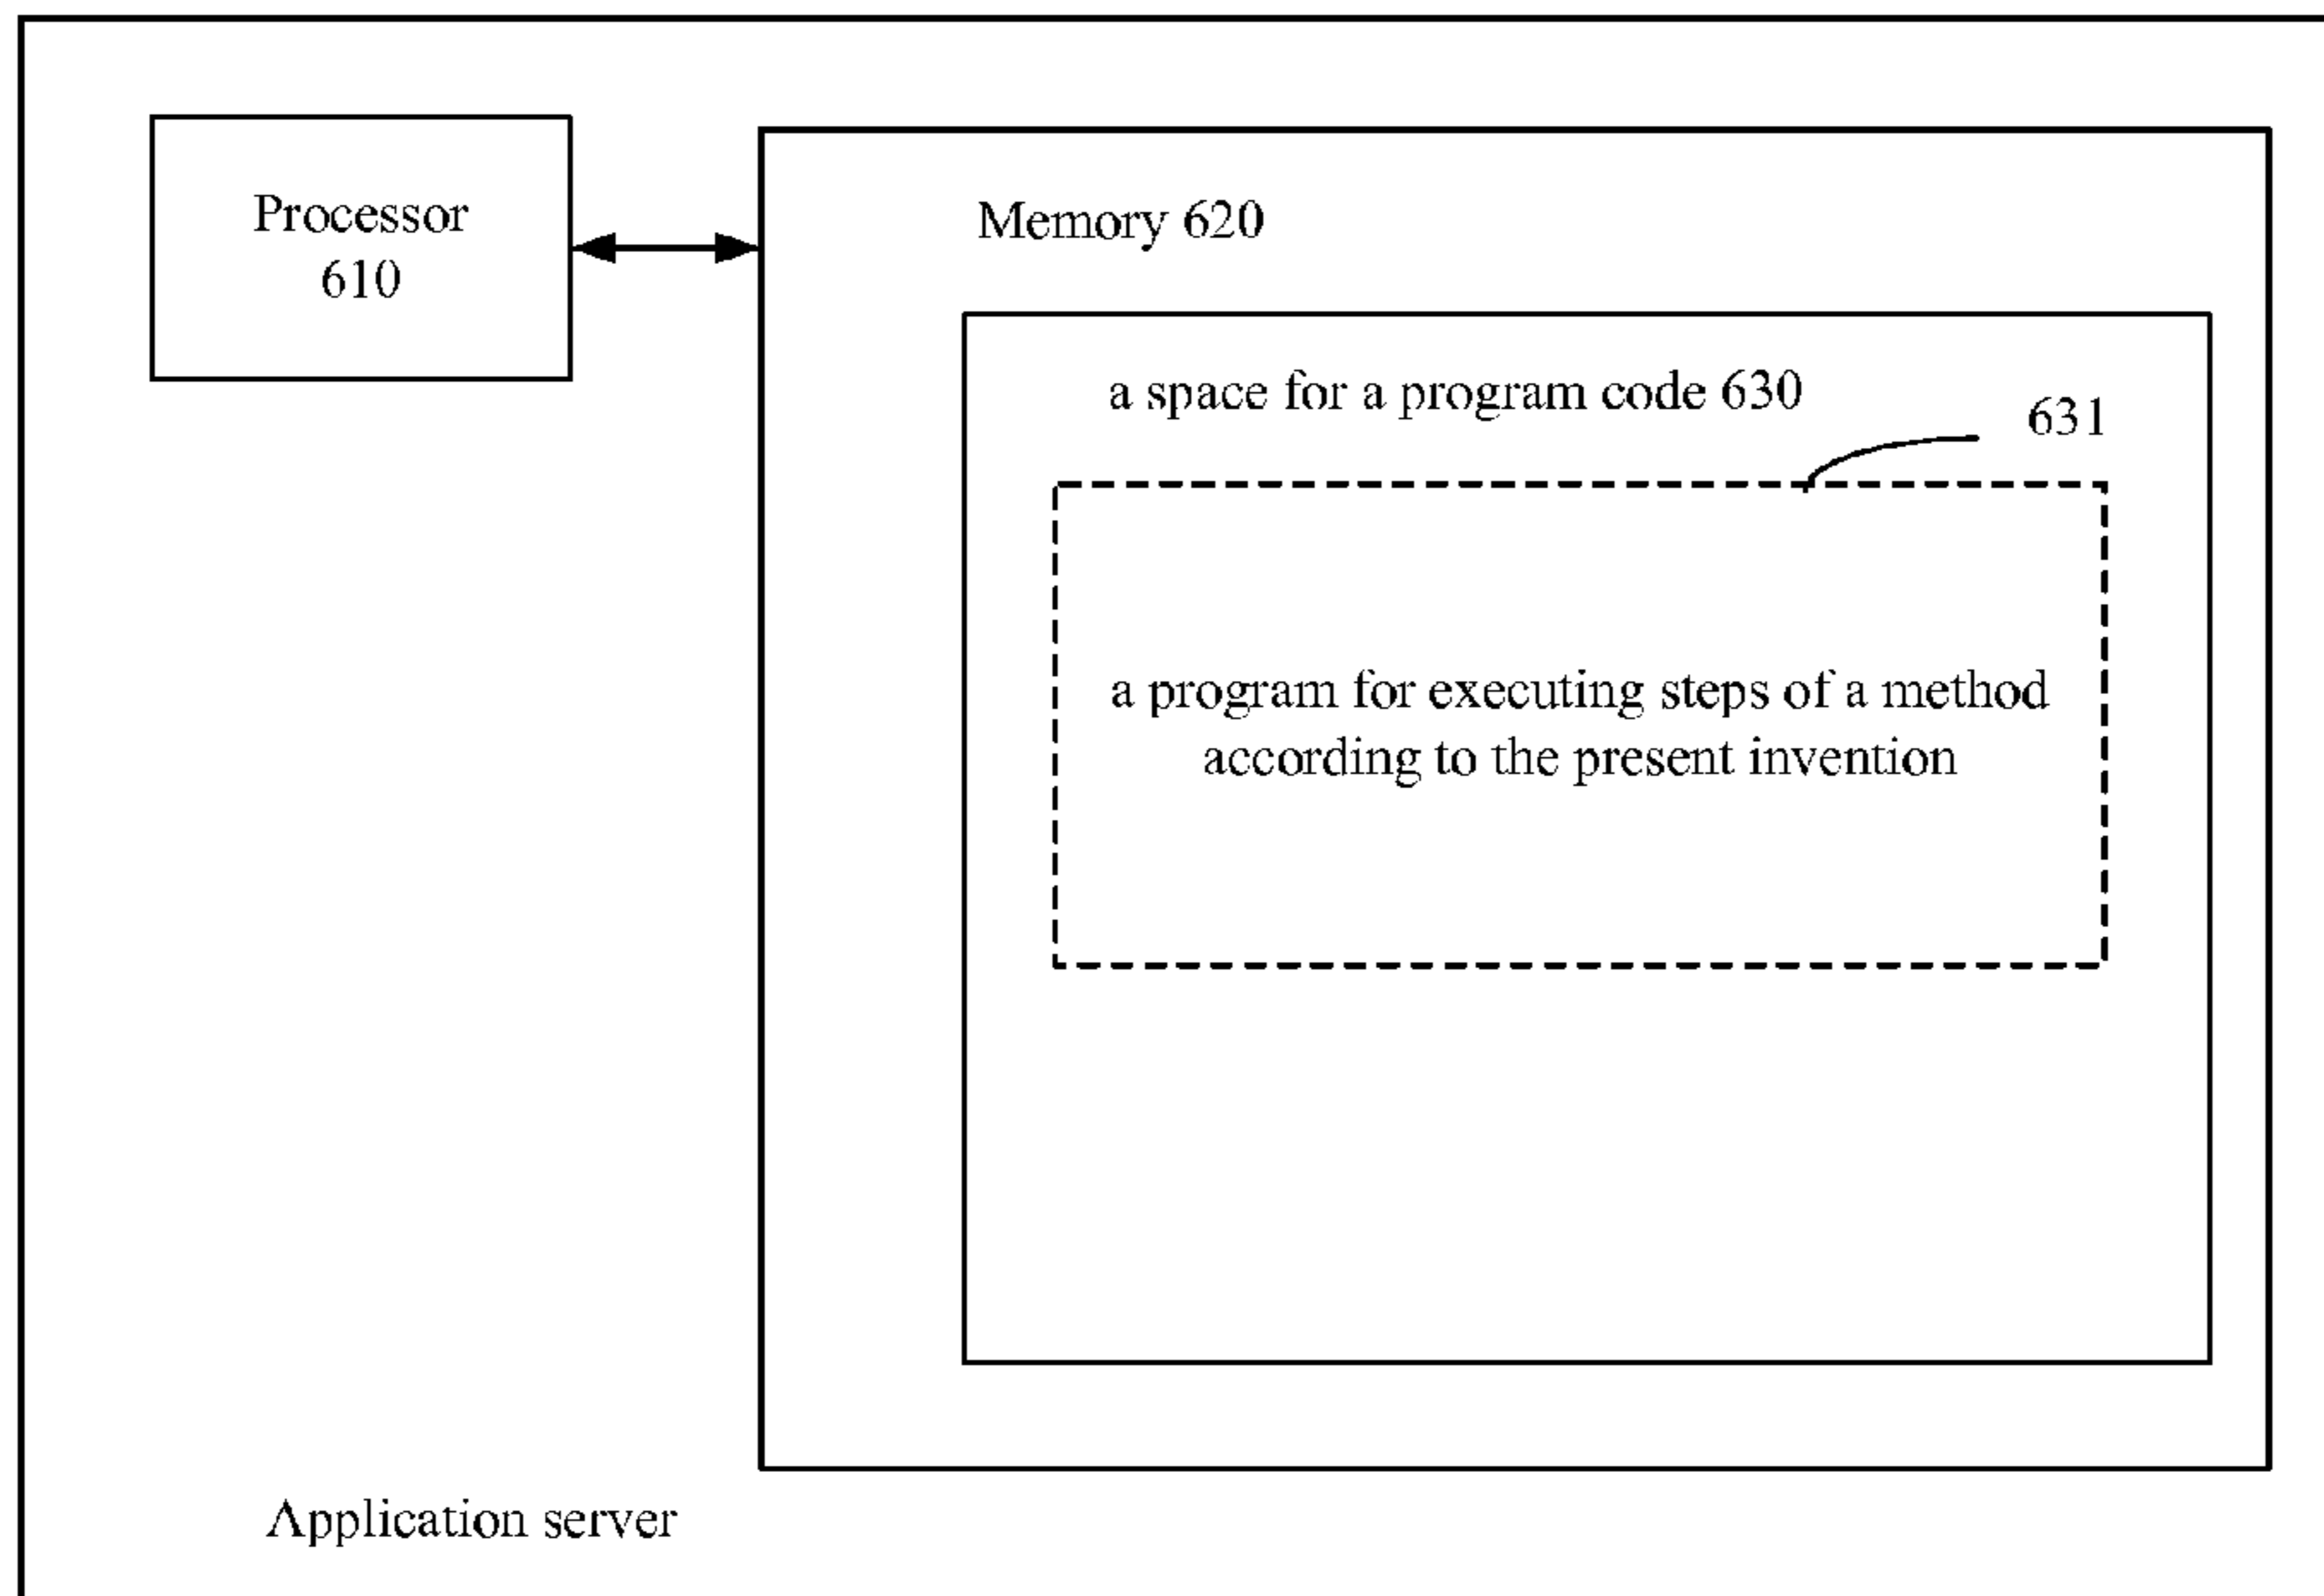 Processor
610
Memory 620
a space for a program code 630
631
a program for executing steps of a method
according to the present invention
Application server